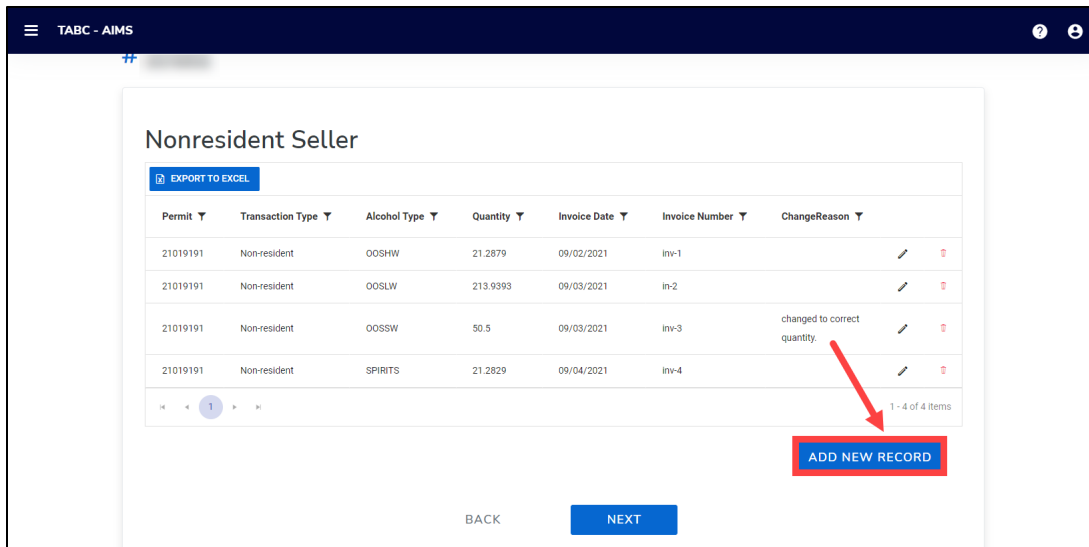 TABC - AIMS
#
Nonresident Seller
EXPORT TO EXCEL
Permit Transaction Type Alcohol Type Quantity Invoice Date Invoice Number ChangeReason
21019191 Non-resident OOSHW 21.2879 09/02/2021 inv-1
21019191 Non-resident OOSLW 213.9393 09/03/2021 in-2
21019191 Non-resident OOSSW 50.5 09/03/2021 inv-3 changed to correct
quantity.
21019191 Non-resident SPIRITS 21.2829 09/04/2021 inv-4
1 1 - 4 of 4 items
ADD NEW RECORD
BACK NEXT